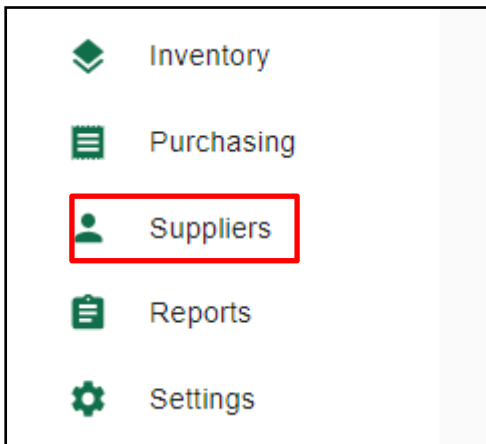 Inventory
Purchasing
Suppliers
Reports
Settings